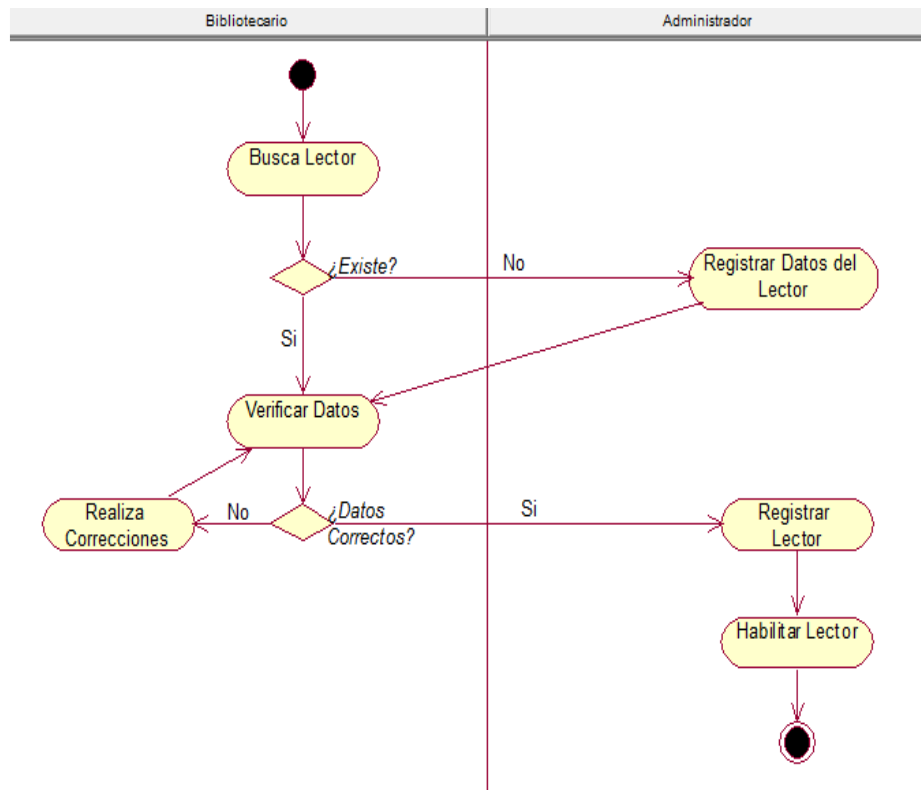 Bibliotecario
Administrador
Busca Lector
¿Existe?
No
Registrar Datos del
Lector
Si
Verificar Datos
Realiza
Correcciones
No
¿Datos
Correctos?
Si
Registrar
Lector
Habilitar Lector